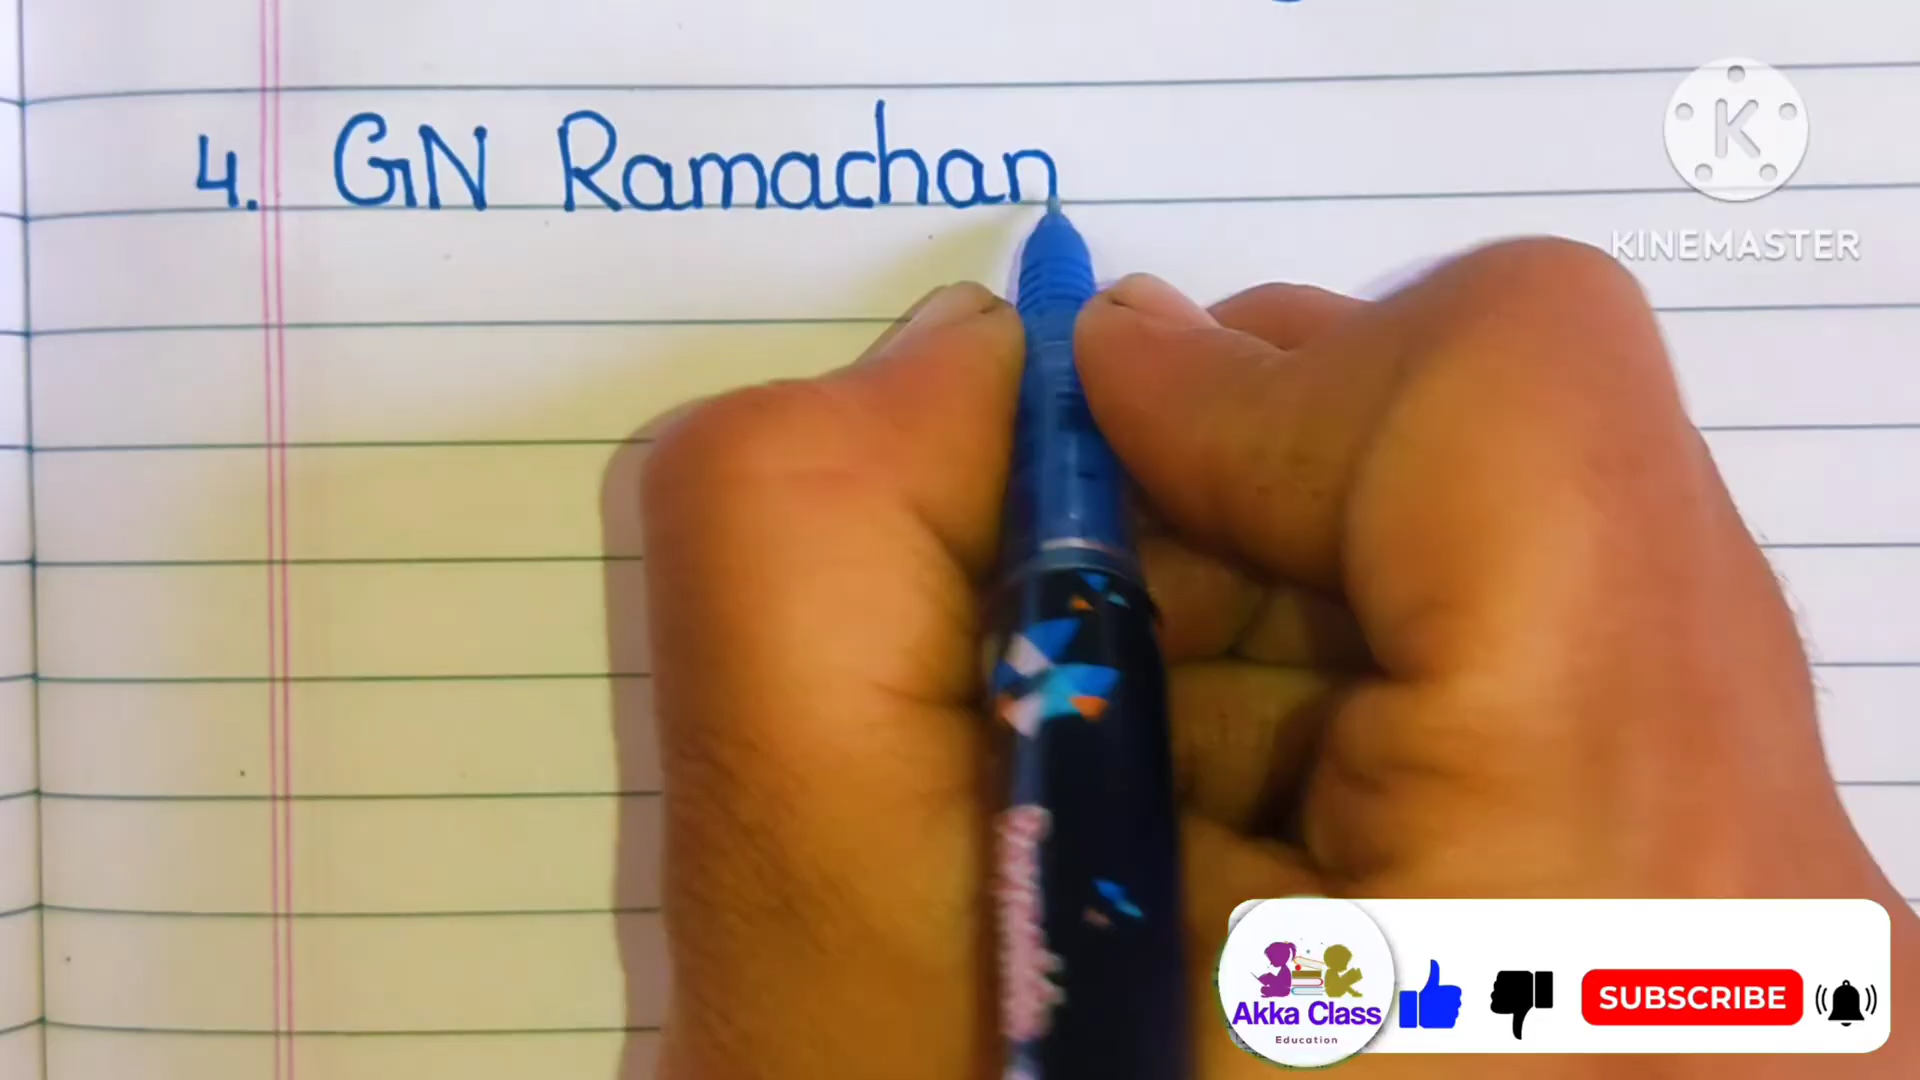 4. GN Ramachan
K
KINEMASTER
Akka Class
Education
SUBSCRIBE